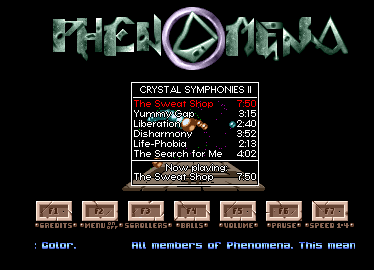 PHENOMENA
CRYSTAL SYMPHONIES II
The Sweat Shop 7:50
Yummy Gap 3:15
Liberation 2:40
Disharmony 3:52
Life-Phobia 2:13
The Search for Me 4:02
Now playing:
The Sweat Shop 7:50
F1 F2 F3 F4 F5 F6 F7
CREDITS MENU ON OFF SCROLLERS BALLS VOLUME PAUSE SPEED 1-4
: Color. All members of Phenomena. This mean